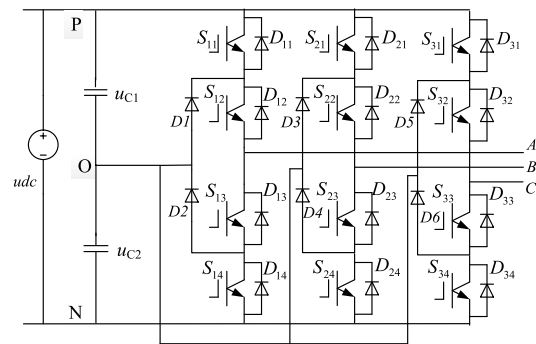 P
S11 D11 S21 D21 S31 D31
uC1
D1 S12 D12 D3 S22 D22 D5 S32 D32
+
−
udc
O
A
B
C
D2 S13 D13 D4 S23 D23 D6 S33 D33
uC2
S14 D14 S24 D24 S34 D34
N